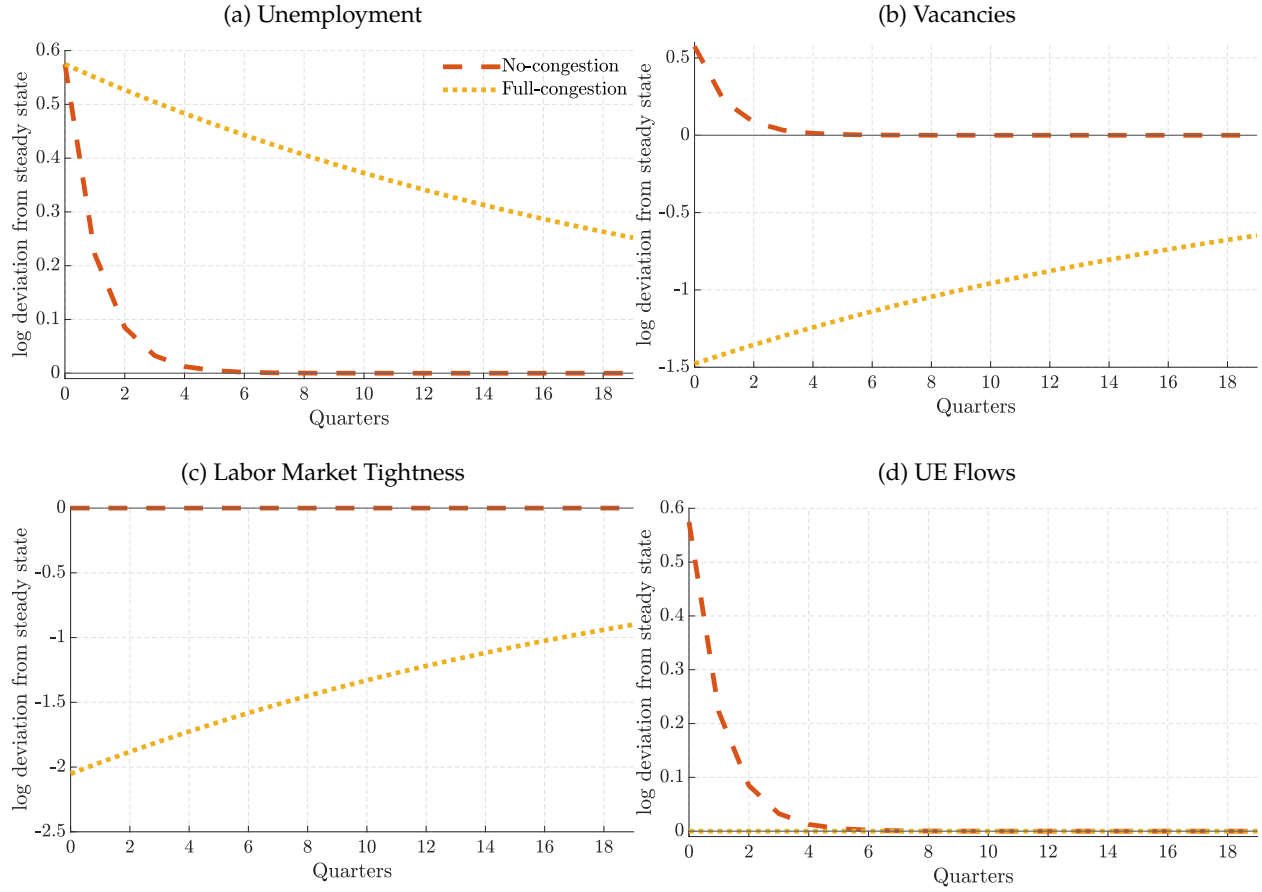 (a) Unemployment
0.6
0.5
0.4
0.3
0.2
0.1
0
log deviation from steady state
No-congestion
Full-congestion
0 2 4 6 8 10 12 14 16 18
Quarters
(b) Vacancies
0.5
0
-0.5
-1
-1.5
log deviation from steady state
0 2 4 6 8 10 12 14 16 18
Quarters
(c) Labor Market Tightness
0
-0.5
-1
-1.5
-2
-2.5
log deviation from steady state
0 2 4 6 8 10 12 14 16 18
Quarters
(d) UE Flows
0.6
0.5
0.4
0.3
0.2
0.1
0
log deviation from steady state
0 2 4 6 8 10 12 14 16 18
Quarters